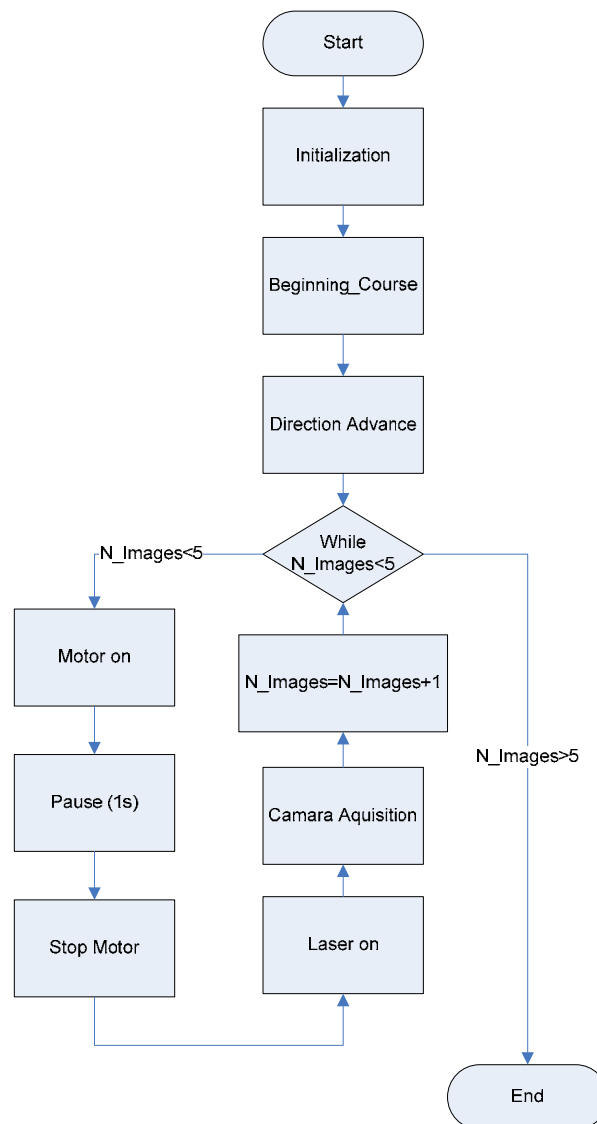 Start
Initialization
Beginning_Course
Direction Advance
While
N_Images<5
N_Images<5
Motor on
Pause (1s)
Stop Motor
Laser on
Camara Aquisition
N_Images=N_Images+1
N_Images>5
End